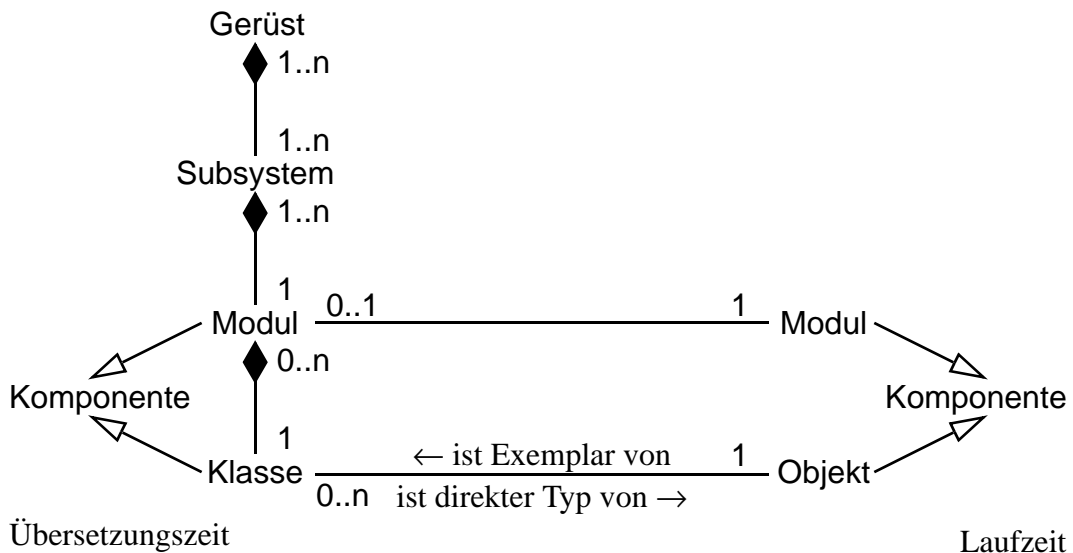 Gerüst
1..n
1..n
Subsystem
1..n
1
0..1
1
Modul
Modul
0..n
Komponente
Komponente
1
← ist Exemplar von
1
Klasse
Objekt
0..n
ist direkter Typ von →
Übersetzungszeit
Laufzeit